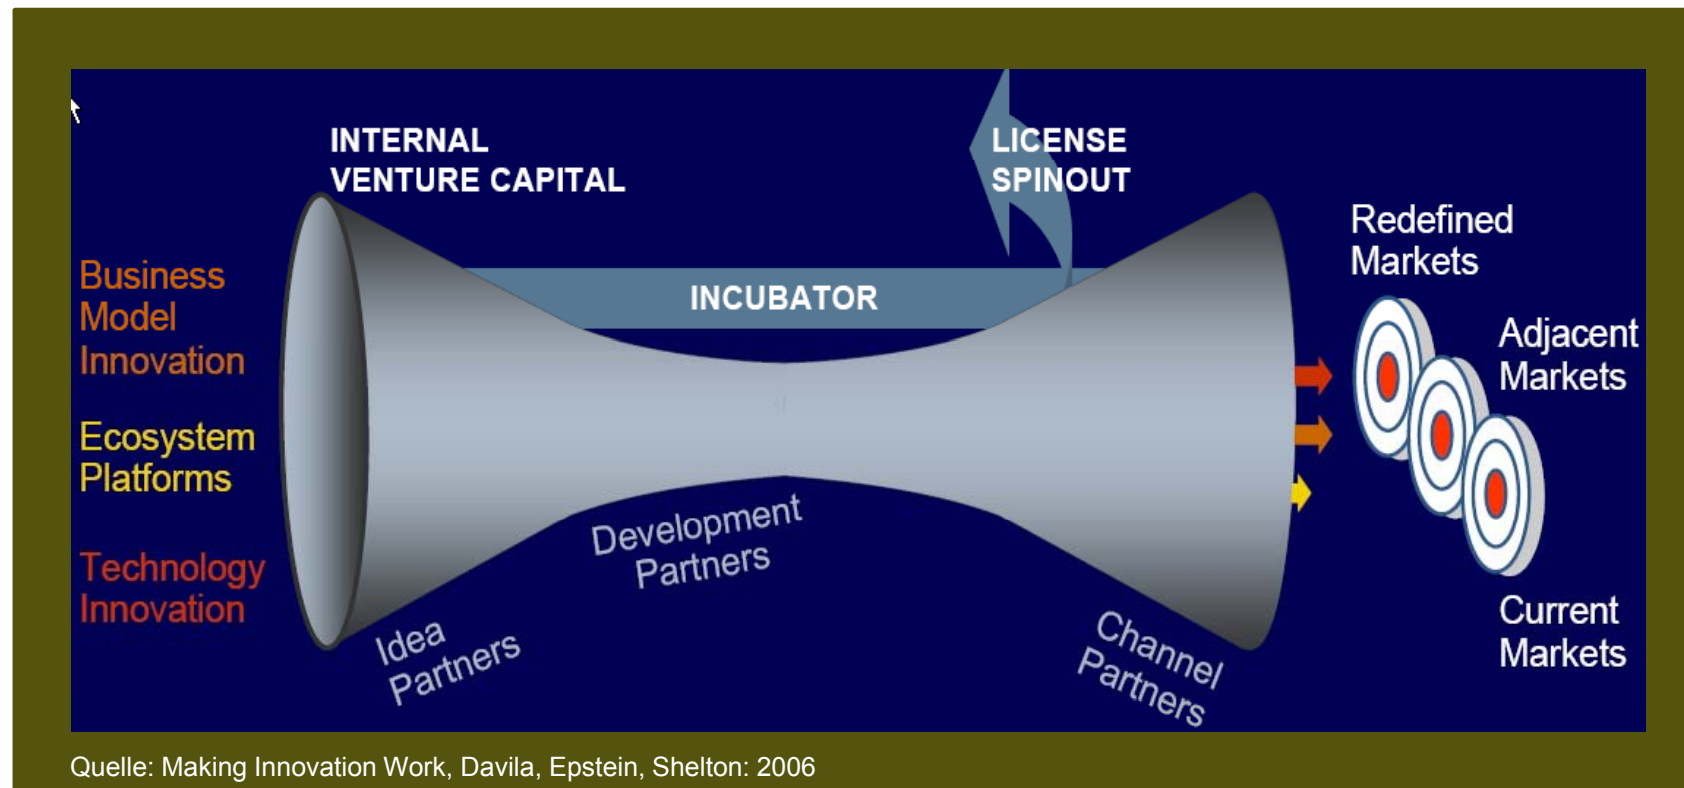 INTERNAL
VENTURE CAPITAL
LICENSE
SPINOUT
INCUBATOR
Business
Model
Innovation
Ecosystem
Platforms
Technology
Innovation
Idea
Partners
Development
Partners
Channel
Partners
Redefined
Markets
Adjacent
Markets
Current
Markets
Quelle: Making Innovation Work, Davila, Epstein, Shelton: 2006